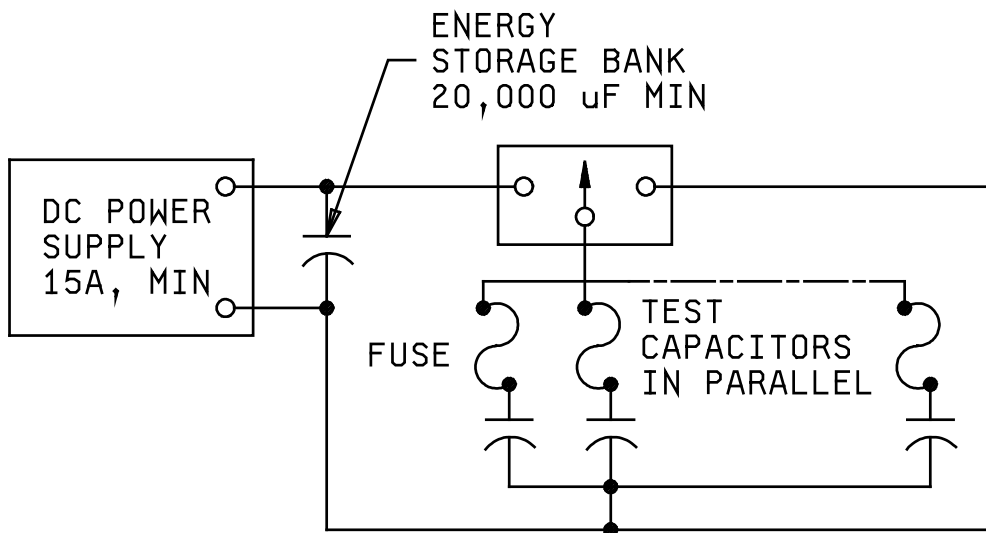 ENERGY
STORAGE BANK
20,000 uF MIN
DC POWER
SUPPLY
15A, MIN
FUSE
TEST
CAPACITORS
IN PARALLEL